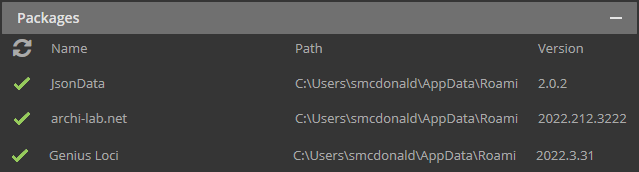 Packages
Name Path Version
JsonData C:\Users\smcdonald\AppData\Roami 2.0.2
archi-lab.net C:\Users\smcdonald\AppData\Roami 2022.212.3222
Genius Loci C:\Users\smcdonald\AppData\Roami 2022.3.31